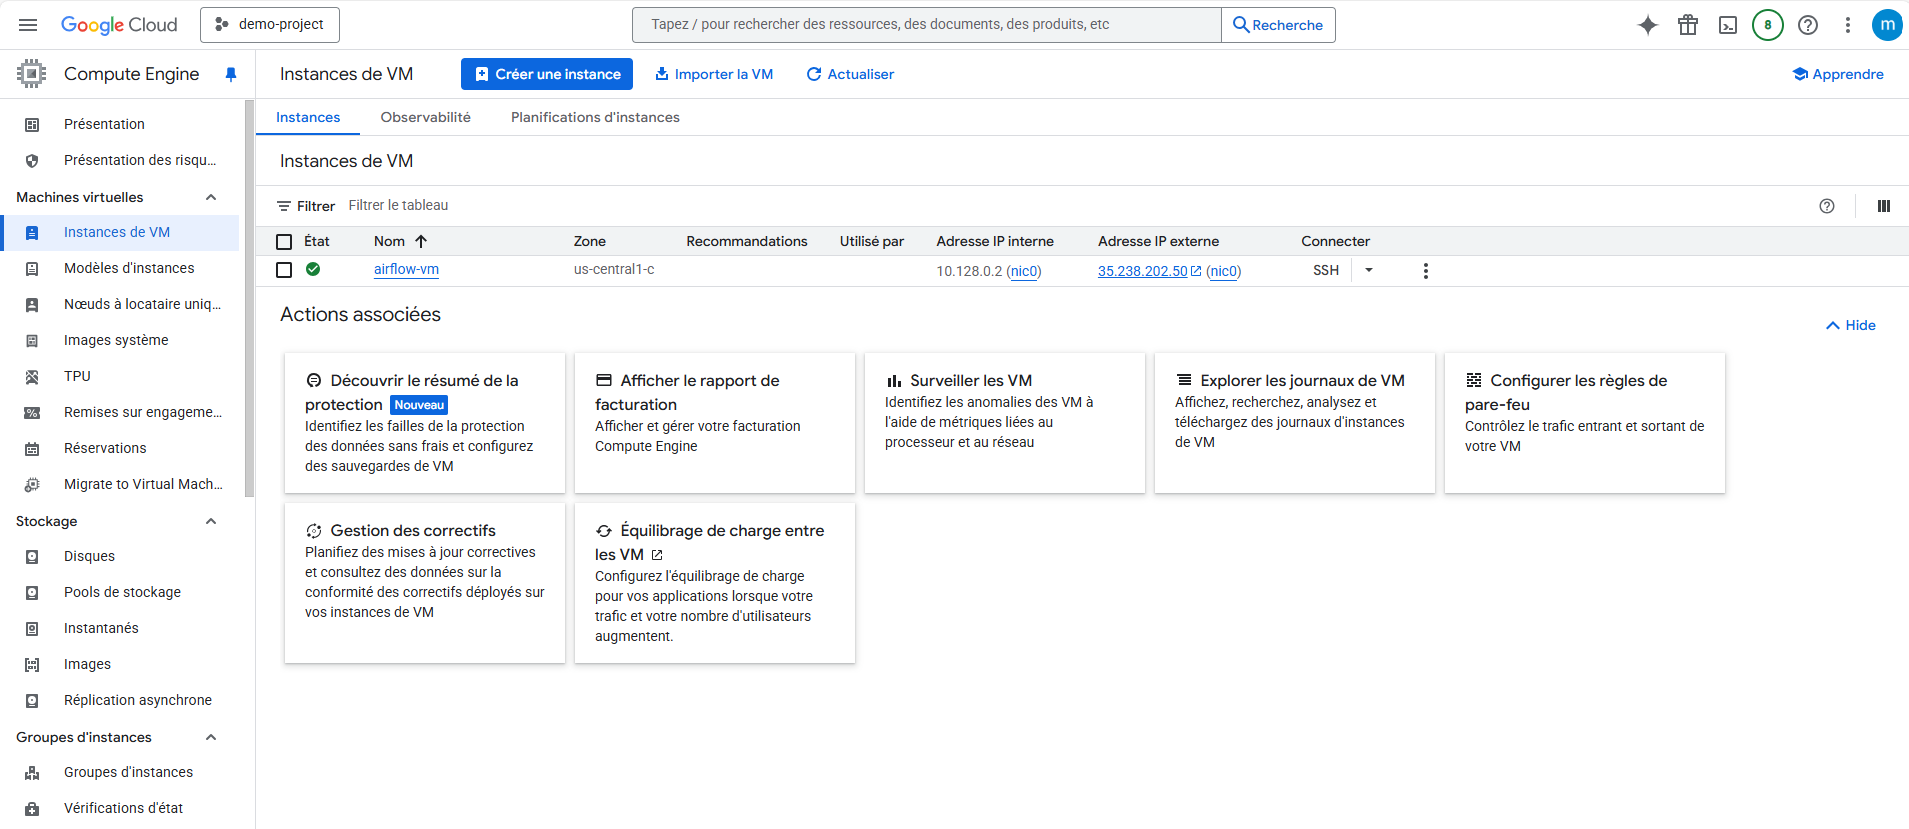 Google Cloud
demo-project
Tapez / pour rechercher des ressources, des documents, des produits, etc
Recherche
8
m
Compute Engine
Instances de VM
Créer une instance
Importer la VM
Actualiser
Apprendre
Présentation
Présentation des risqu...
Machines virtuelles
Instances de VM
Modèles d'instances
Nœuds à locataire uniq...
Images système
TPU
Remises sur engageme...
Réservations
Migrate to Virtual Mach...
Stockage
Disques
Pools de stockage
Instantanés
Images
Réplication asynchrone
Groupes d'instances
Groupes d'instances
Vérifications d'état
Instances
Observabilité
Planifications d'instances
Instances de VM
Filtrer
Filtrer le tableau
État
Nom
Zone
Recommandations
Utilisé par
Adresse IP interne
Adresse IP externe
Connecter
airflow-vm
us-central1-c
10.128.0.2 (nic0)
35.238.202.50 (nic0)
SSH
Actions associées
Hide
Découvrir le résumé de la
protection Nouveau
Identifiez les failles de la protection
des données sans frais et configurez
des sauvegardes de VM
Afficher le rapport de
facturation
Afficher et gérer votre facturation
Compute Engine
Surveiller les VM
Identifiez les anomalies des VM à
l'aide de métriques liées au
processeur et au réseau
Explorer les journaux de VM
Affichez, recherchez, analysez et
téléchargez des journaux d'instances
de VM
Configurer les règles de
pare-feu
Contrôlez le trafic entrant et sortant de
votre VM
Gestion des correctifs
Planifiez des mises à jour correctives
et consultez des données sur la
conformité des correctifs déployés sur
vos instances de VM
Équilibrage de charge entre
les VM
Configurez l'équilibrage de charge
pour vos applications lorsque votre
trafic et votre nombre d'utilisateurs
augmentent.